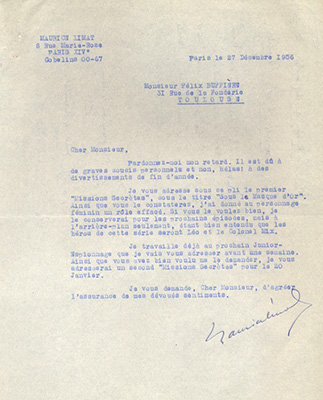 MAURICE LIMAT
8 Rue Marie-Rose
PARIS XIVº
Gobelins 00-67
Paris le 27 Décembre 1956
Monsieur Félix
31 Rue de la Fonderie
TOULOUSE
Cher Monsieur,
Pardonnez-moi mon retard. Il est dû à
de graves soucis personnels et non, hélas! à des
divertissements de fin d'année.
Je vous adresse sous ce pli le premier
"Missions Secrètes", sous le titre "Sous le Masque d'Or".
Ainsi que vous le constaterez, j'ai donné au personnage
féminin un rôle effacé. Si vous le voulez bien, je
le conserverai pour les prochains épisodes, mais à
l'arrière-plan seulement, étant bien entendu que les
héros de cette série seront Léo et le Colonel MIX.
Je travaille déjà au prochain Junior-
Espionnage que je vais vous adresser avant une semaine.
Ainsi que vous avez bien voulu me le demander, je vous
adresserai un second "Missions Secrètes" pour le 20
Janvier.
Je vous demande, Cher Monsieur, d'agréer
l'assurance de mes dévoués sentiments.